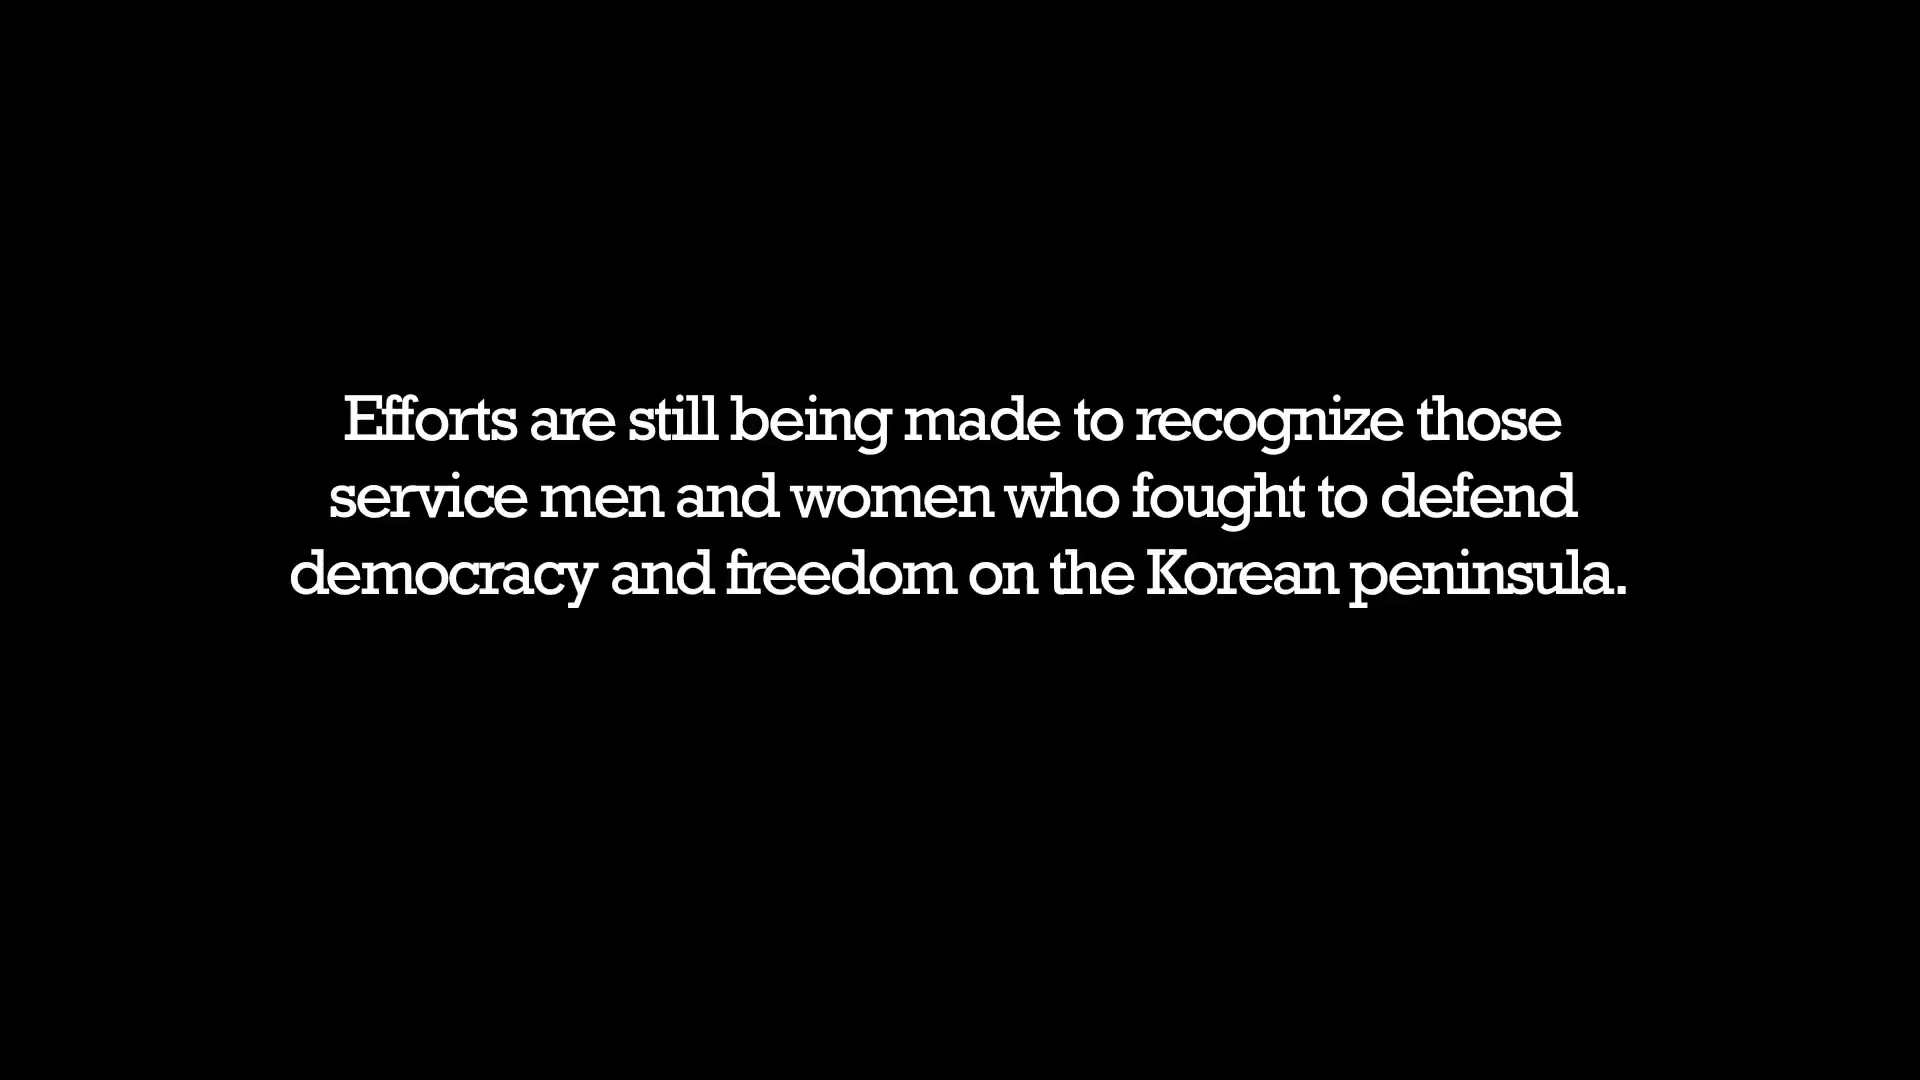 Efforts are still being made to recognize those
service men and women who fought to defend
democracy and freedom on the Korean peninsula.